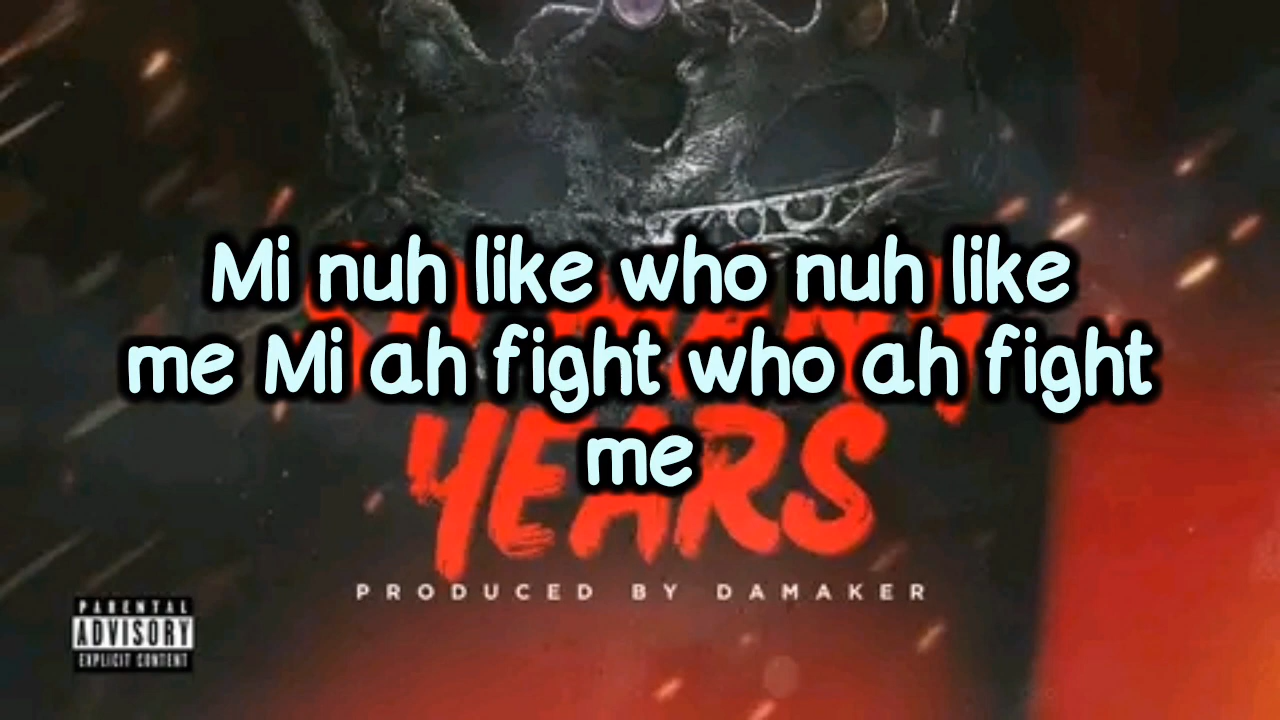 Mi nuh like who nuh like
me Mi ah fight who ah fight
me
YEARS
PRODUCED BY DAMAKER
PARENTAL
ADVISORY
EXPLICIT CONTENT